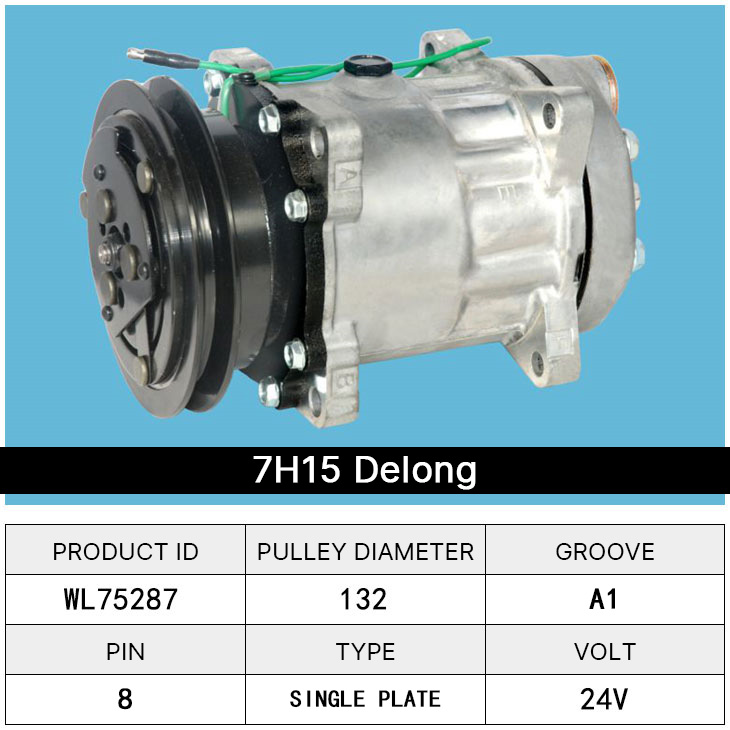 A
E
B
7H15 Delong
PRODUCT ID PULLEY DIAMETER GROOVE
WL75287 132 A1
PIN TYPE VOLT
8 SINGLE PLATE 24V